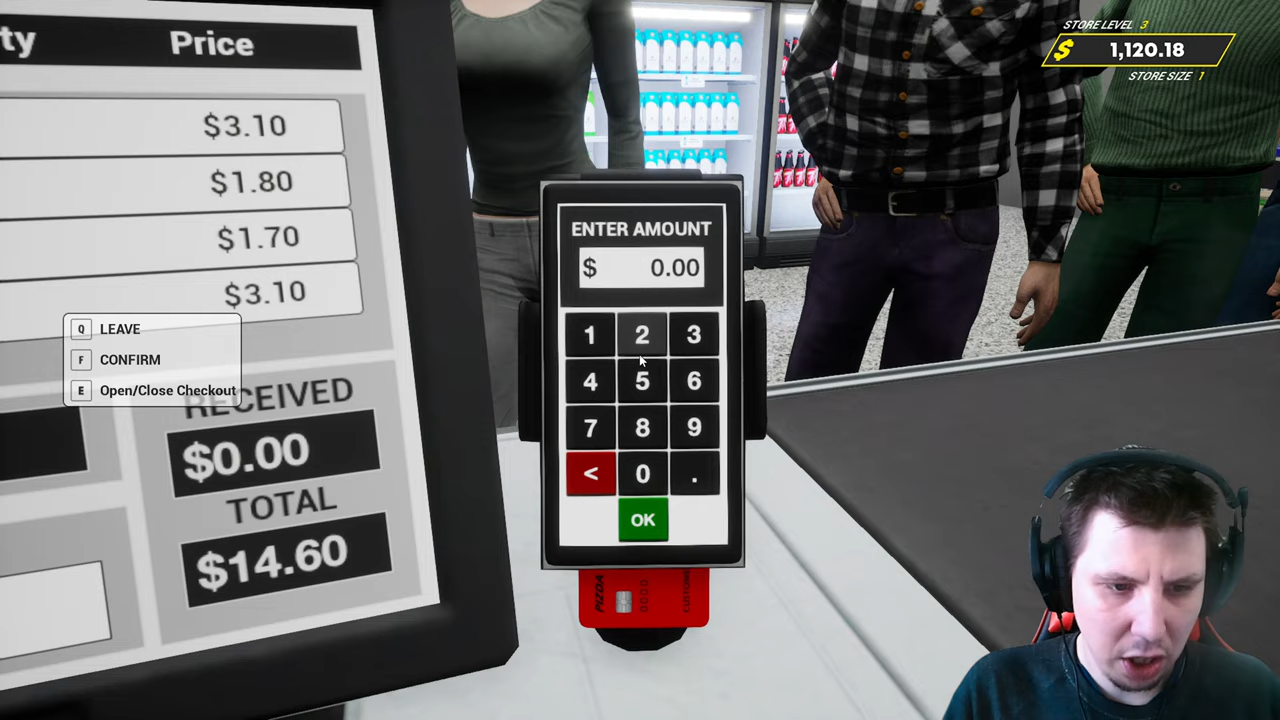 STORE LEVEL 3
$ 1,120.18
STORE SIZE 1
ty Price
$3.10
$1.80
$1.70
$3.10
Q LEAVE
F CONFIRM
E Open/Close Checkout
RECEIVED
$0.00
TOTAL
$14.60
ENTER AMOUNT
$ 0.00
1 2 3
4 5 6
7 8 9
< 0 .
OK
0000